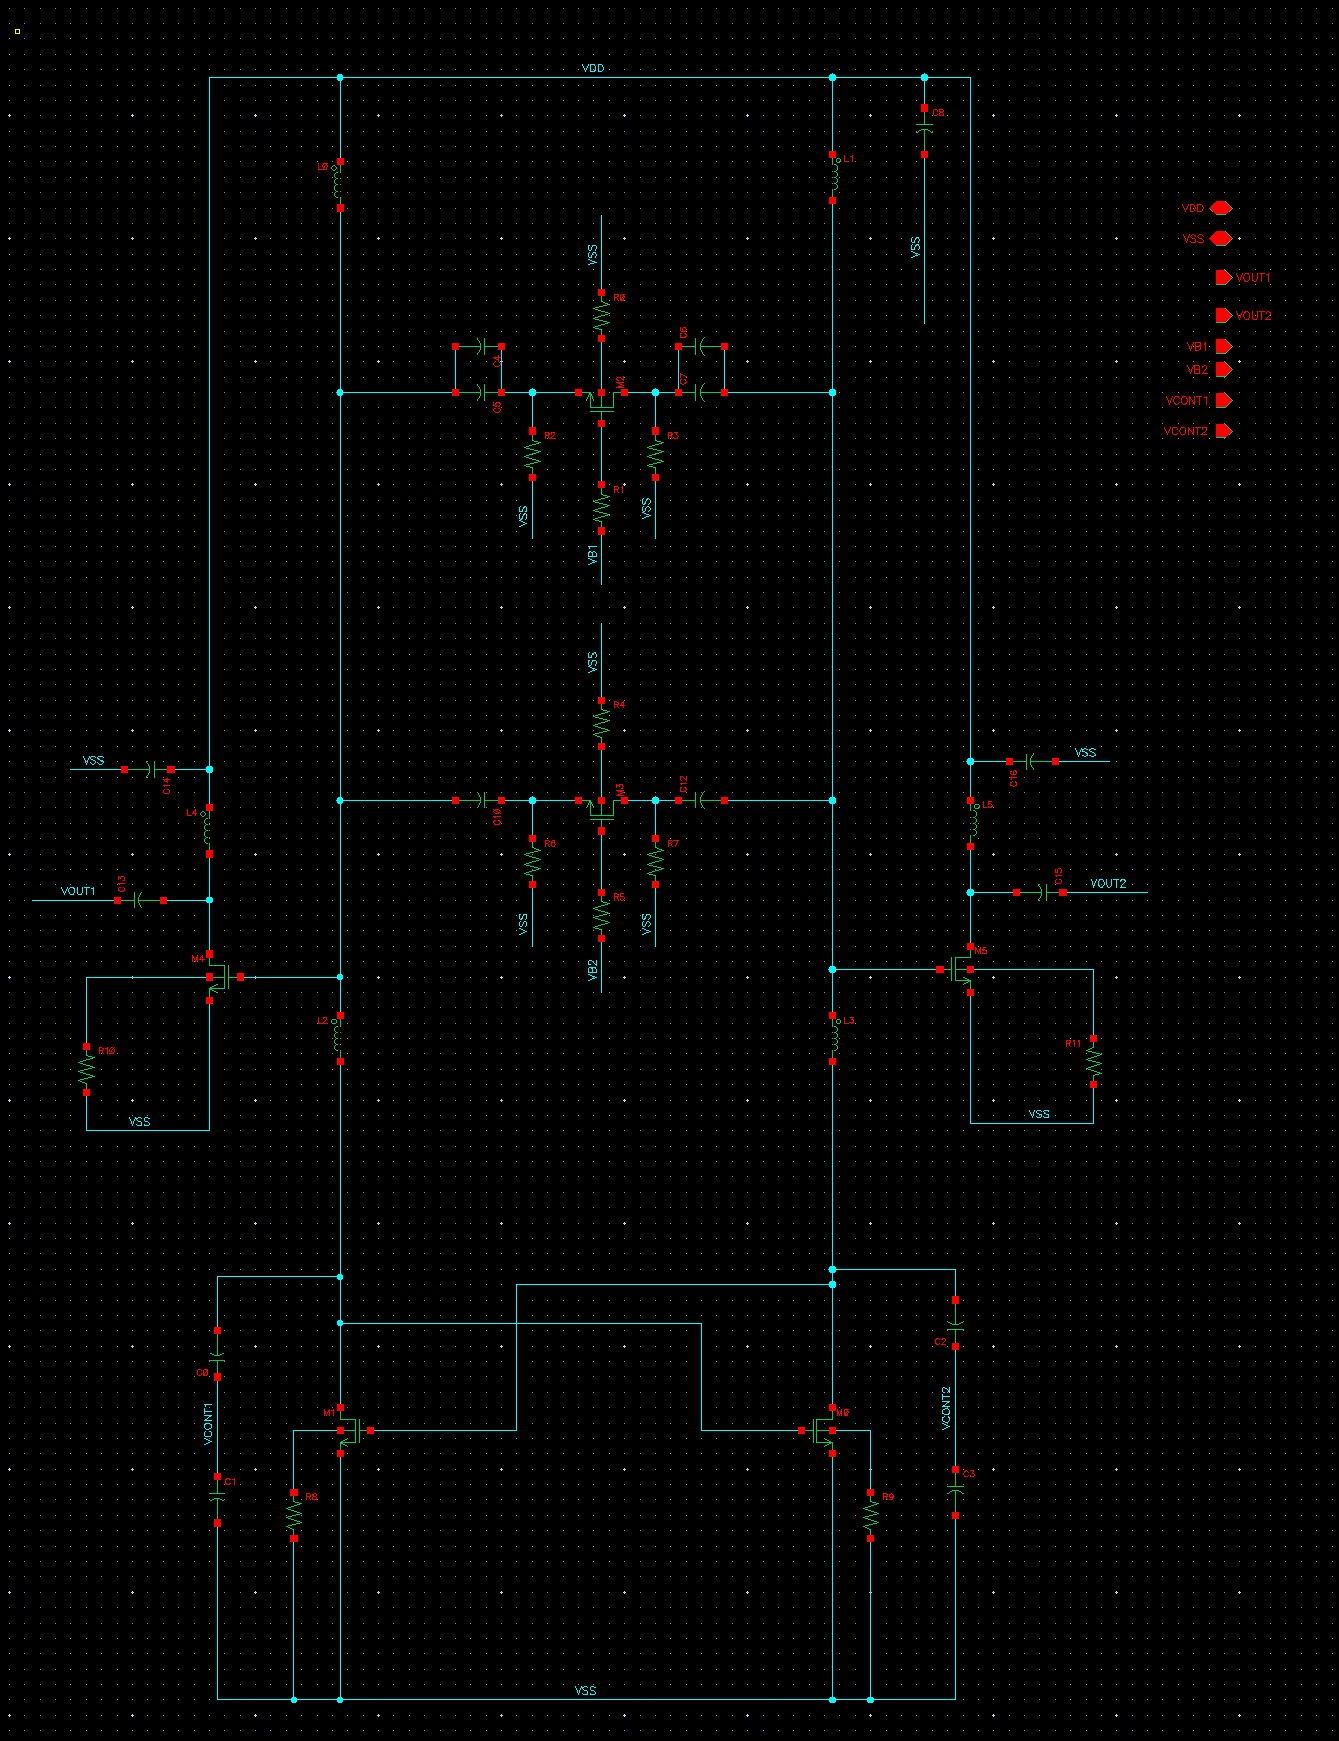 VDD
C8
L0
L1
VDD
VSS
VSS
VSS
VOUT1
R0
VOUT2
C6
C4
VB1
VB2
M2
C7
C5
VCONT1
R2
R3
VCONT2
R1
VSS
VSS
VB1
VSS
R4
VSS
VSS
C14
C16
M3
C12
L4
L5
C10
R6
R7
C13
C15
VOUT1
VOUT2
R5
VSS
VSS
M4
M5
VB2
L2
L3
R10
R11
VSS
VSS
C0
C2
VCONT1
VCONT2
M1
M0
C1
C3
R8
R9
VSS